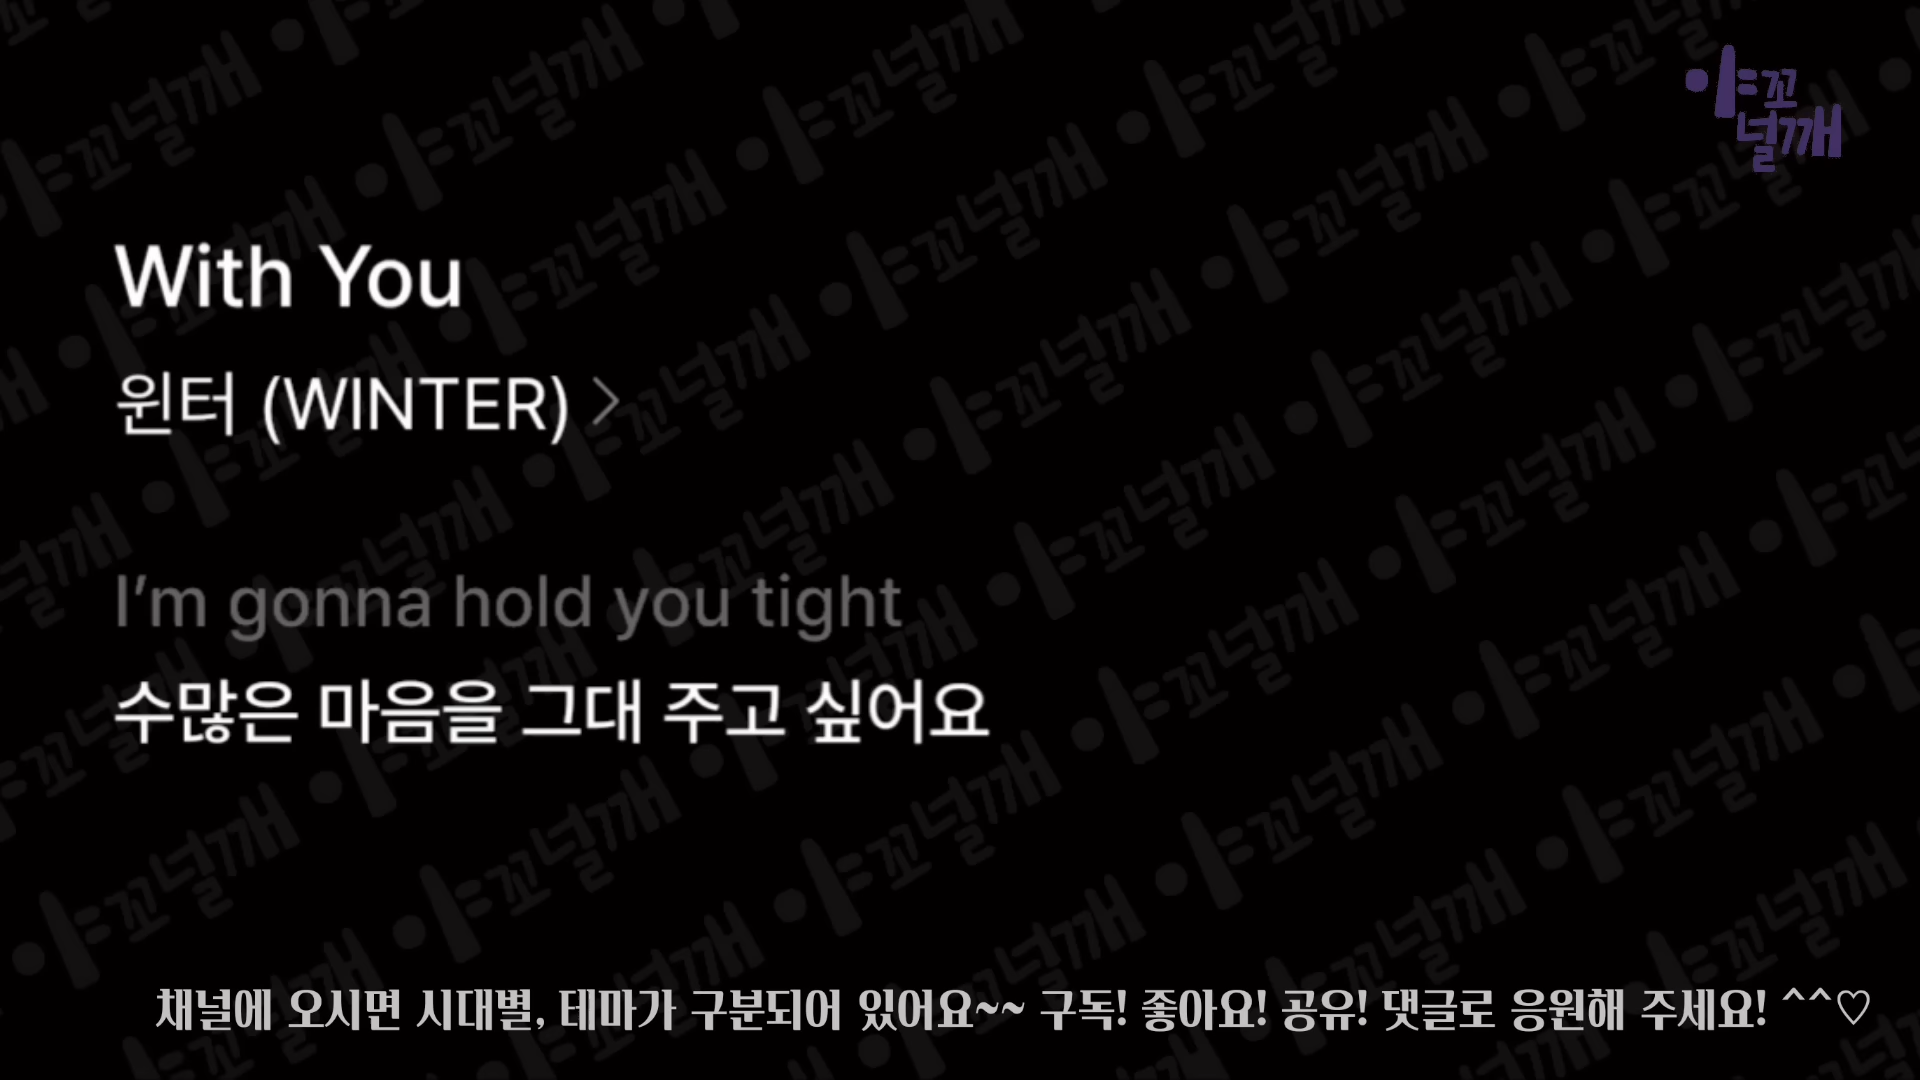 야꼬
널깨
With You
윈터 (WINTER) >
I’m gonna hold you tight
수많은 마음을 그대 주고 싶어요
채널에 오시면 시대별, 테마가 구분되어 있어요~~ 구독! 좋아요! 공유! 댓글로 응원해 주세요! ^^♡